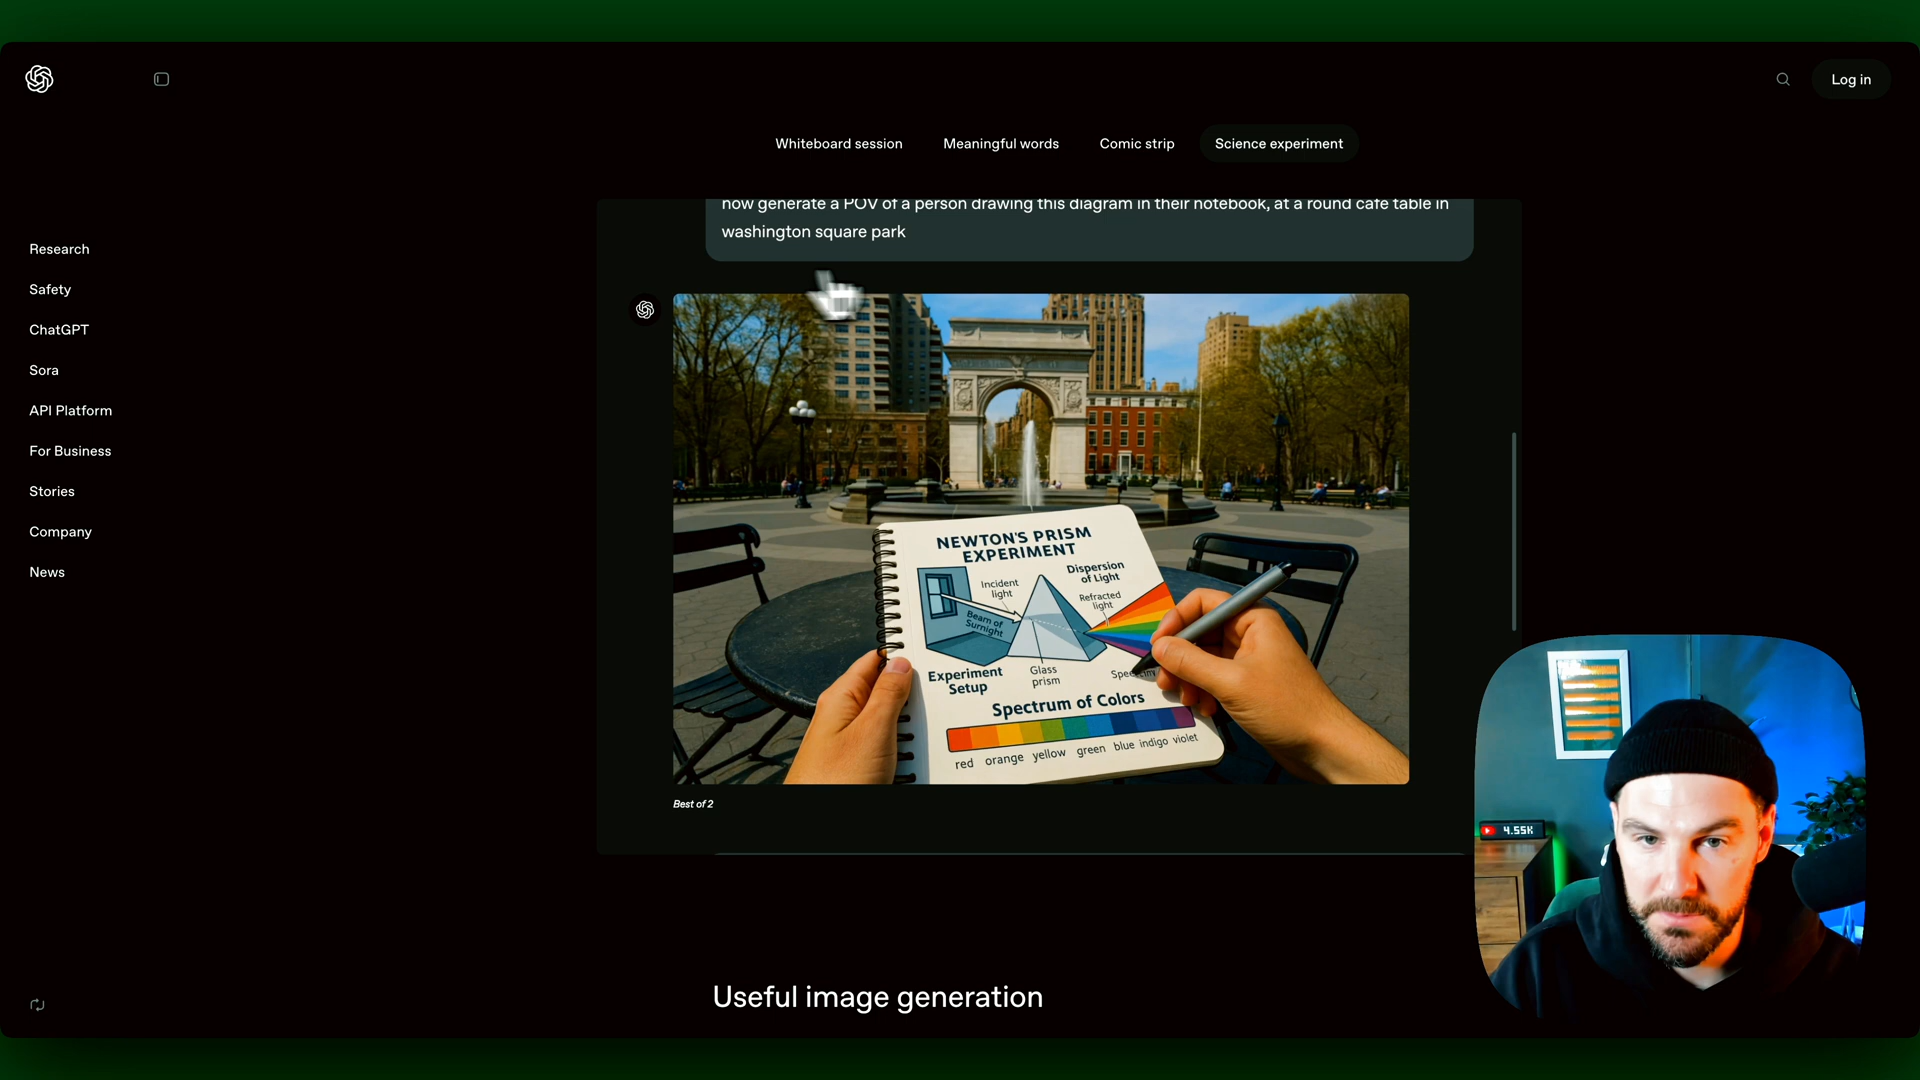 Log in
Whiteboard session
Meaningful words
Comic strip
Science experiment
now generate a POV of a person drawing this diagram in their notebook, at a round cafe table in
washington square park
Research
Safety
ChatGPT
Sora
API Platform
For Business
Stories
Company
News
NEWTON'S PRISM
EXPERIMENT
Incident
light
Dispersion
of Light
Refracted
light
Beam of
Surnight
Experiment
Setup
Glass
prism
Spectrum of Colors
red orange yellow green blue indigo violet
Best of 2
4.55K
Useful image generation